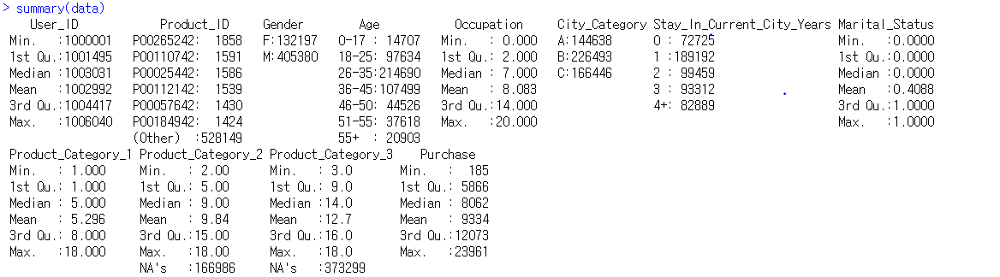 > summary(data)
User_ID Product_ID Gender Age Occupation City_Category Stay_In_Current_City_Years Marital_Status
Min. :1000001 P00265242: 1858 F:132197 0-17 : 14707 Min. : 0.000 A:144638 0 : 72725 Min. :0.0000
1st Qu.:1001495 P00110742: 1591 M:405380 18-25: 97634 1st Qu.: 2.000 B:226493 1 :189192 1st Qu.:0.0000
Median :1003031 P00025442: 1586 26-35:214690 Median : 7.000 C:166446 2 : 99459 Median :0.0000
Mean :1002992 P00112142: 1539 36-45:107499 Mean : 8.083 3 : 93312 Mean :0.4088
3rd Qu.:1004417 P00057642: 1430 46-50: 44526 3rd Qu.:14.000 4+: 82889 3rd Qu.:1.0000
Max. :1006040 P00184942: 1424 51-55: 37618 Max. :20.000 Max. :1.0000
(Other) :528149 55+ : 20903
Product_Category_1 Product_Category_2 Product_Category_3 Purchase
Min. : 1.000 Min. : 2.00 Min. : 3.0 Min. : 185
1st Qu.: 1.000 1st Qu.: 5.00 1st Qu.: 9.0 1st Qu.: 5866
Median : 5.000 Median : 9.00 Median :14.0 Median : 8062
Mean : 5.296 Mean : 9.84 Mean :12.7 Mean : 9334
3rd Qu.: 8.000 3rd Qu.:15.00 3rd Qu.:16.0 3rd Qu.:12073
Max. :18.000 Max. :18.00 Max. :18.0 Max. :23961
NA's :166986 NA's :373299